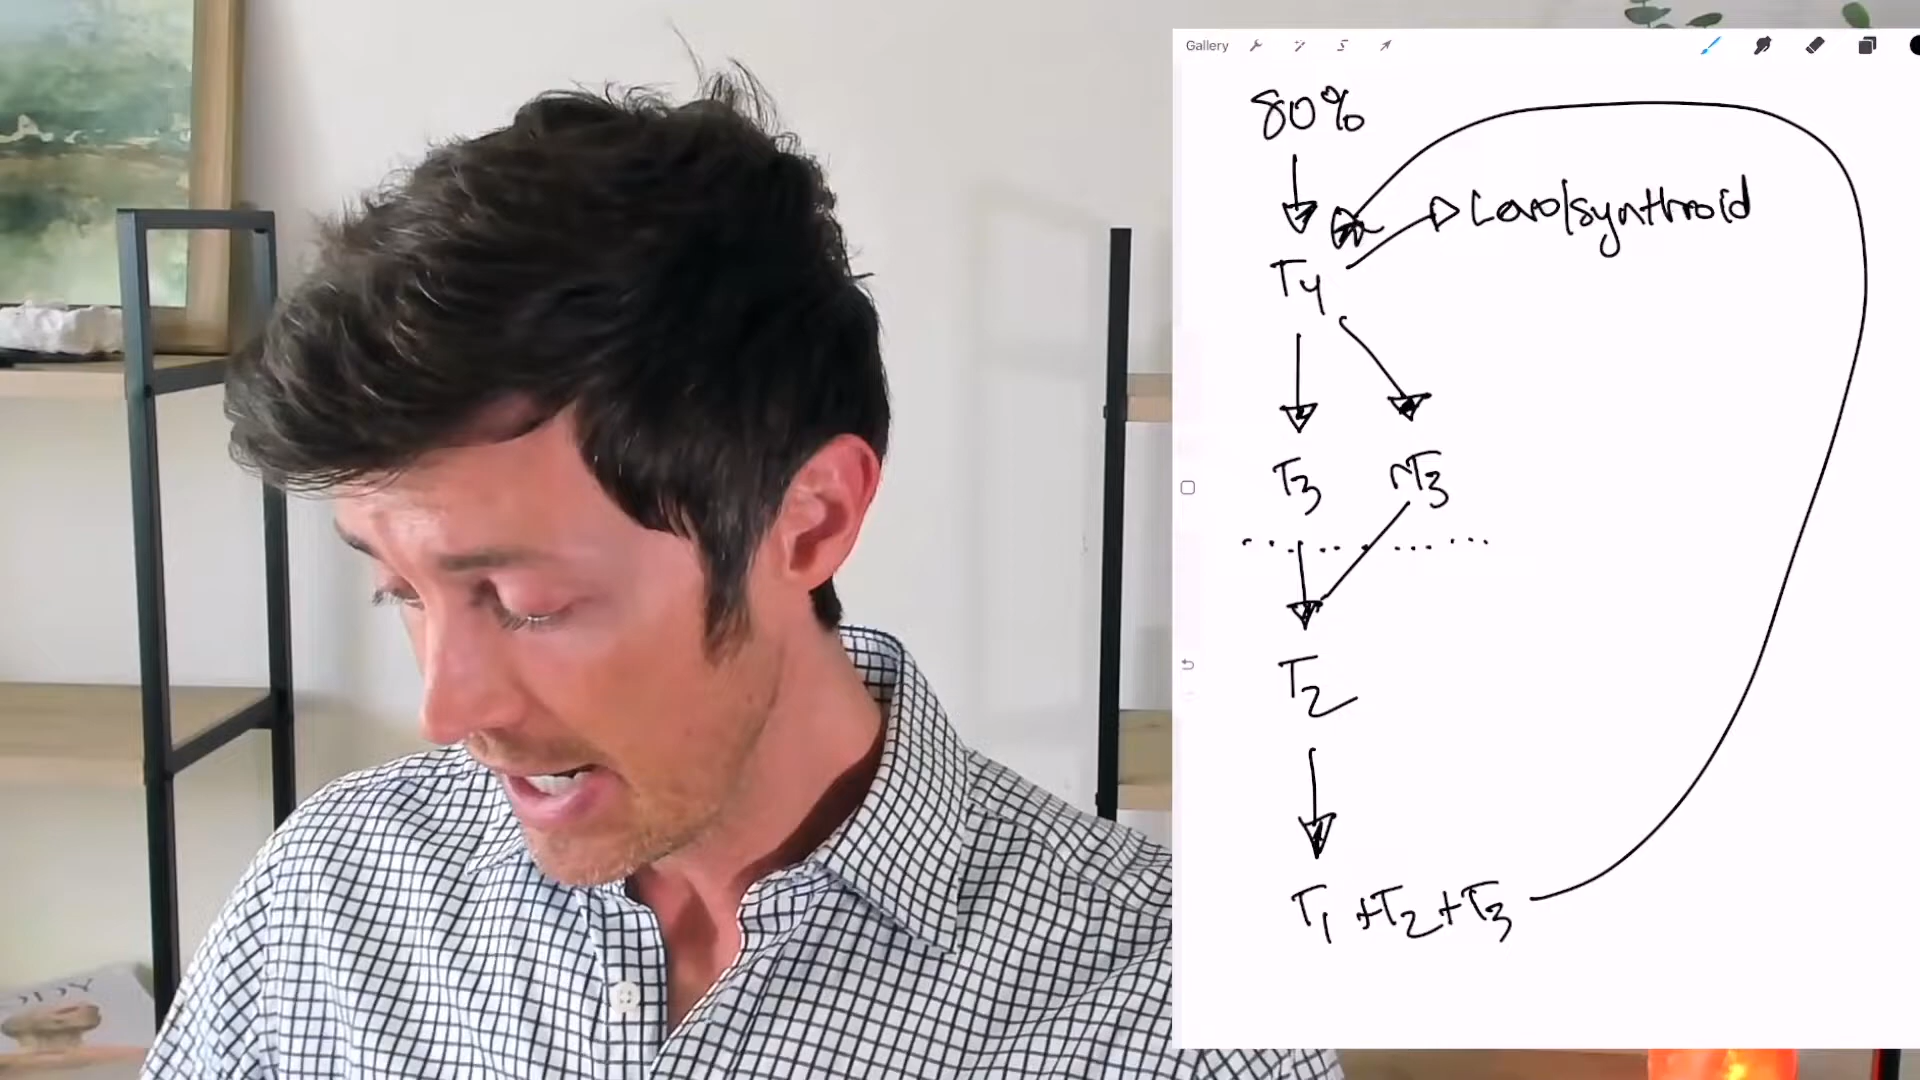 Gallery
80%
Levo/synthroid
T4
T3 rT3
T2
T1 + T2 + T3